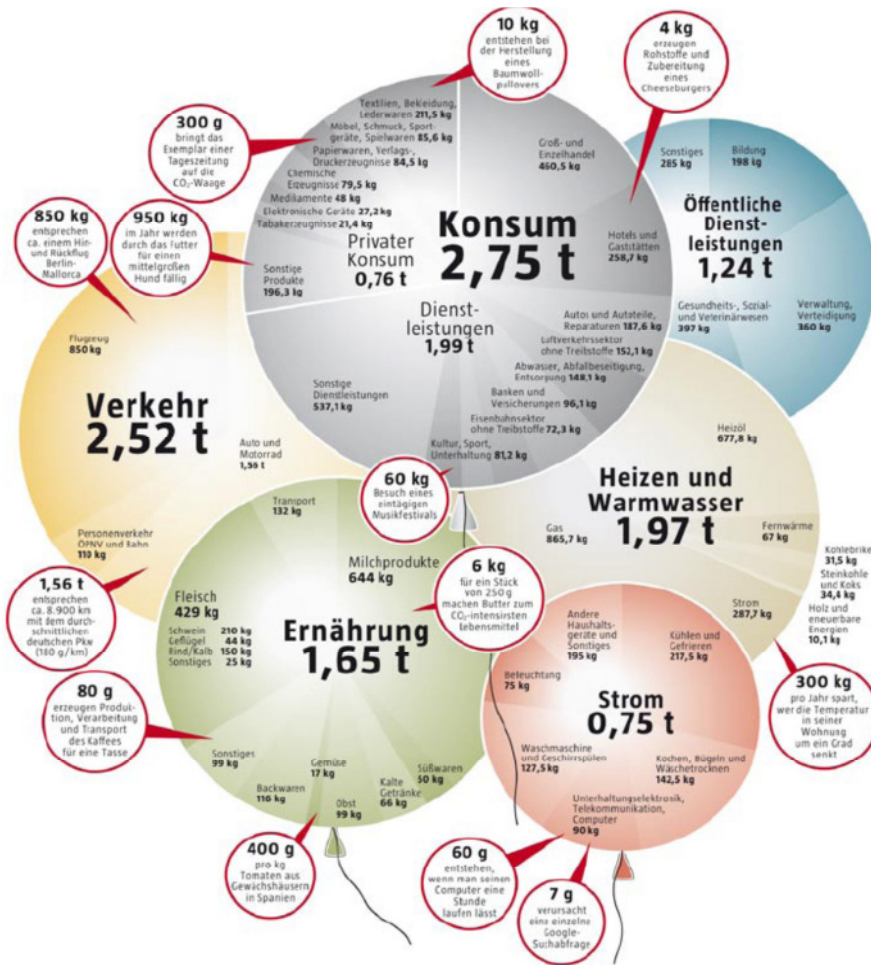 10 kg
entstehen bei
der Herstellung
eines
Baumwoll-
pullovers
4 kg
erzeugen
Rohstoffe und
Zubereitung
eines
Cheeseburgers
300 g
bringt das
Exemplar einer
Tageszeitung
auf die
CO₂-Waage
850 kg
entsprechen
ca. einem Hin-
und Rückflug
Berlin-
Mallorca
950 kg
im Jahr werden
durch das Futter
für einen
mittelgroßen
Hund fällig
Textilien, Bekleidung,
Lederwaren 211,5 kg
Möbel, Schmuck, Sport-
geräte, Spielwaren 85,6 kg
Papierwaren, Verlags-,
Druckerzeugnisse 84,5 kg
Chemische
Erzeugnisse 79,5 kg
Medikamente 48 kg
Elektronische Geräte 27,2 kg
Tabakerzeugnisse 21,4 kg
Privater
Konsum
0,76 t
Sonstige
Produkte
196,3 kg
Groß- und
Einzelhandel
460,5 kg
Konsum
2,75 t
Hotels und
Gaststätten
258,7 kg
Dienst-
leistungen
1,99 t
Autos und Autoteile,
Reparaturen 187,6 kg
Luftverkehrssektor
ohne Treibstoffe 152,1 kg
Abwasser, Abfallbeseitigung,
Entsorgung 148,1 kg
Banken und
Versicherungen 96,1 kg
Eisenbahnsektor
ohne Treibstoffe 72,3 kg
Kultur, Sport,
Unterhaltung 81,2 kg
Sonstige
Dienstleistungen
537,1 kg
Sonstiges
285 kg
Bildung
198 kg
Öffentliche
Dienst-
leistungen
1,24 t
Gesundheits-, Sozial-
und Veterinärwesen
397 kg
Verwaltung,
Verteidigung
360 kg
Flugzeug
850 kg
Verkehr
2,52 t
Auto und
Motorrad
1,56 t
Personenverkehr
ÖPNV und Bahn
110 kg
1,56 t
entsprechen
ca. 8.900 km
mit dem durch-
schnittlichen
deutschen Pkw
(180 g/km)
60 kg
Besuch eines
eintägigen
Musikfestivals
Heizöl
677,8 kg
Heizen und
Warmwasser
1,97 t
Gas
865,7 kg
Fernwärme
67 kg
Kohlebrike
31,5 kg
Steinkohle
und Koks
34,4 kg
Strom
287,7 kg
Holz und
erneuerbare
Energien
10,1 kg
300 kg
pro Jahr spart,
wer die Temperatur
in seiner
Wohnung
um ein Grad
senkt
Transport
132 kg
Milchprodukte
644 kg
6 kg
für ein Stück
von 250 g
machen Butter zum
CO₂-intensivsten
Lebensmittel
Fleisch
429 kg
Schwein 210 kg
Geflügel 44 kg
Rind/Kalb 150 kg
Sonstiges 25 kg
Ernährung
1,65 t
80 g
erzeugen Produk-
tion, Verarbeitung
und Transport
des Kaffees
für eine Tasse
Sonstiges
99 kg
Backwaren
116 kg
Gemüse
17 kg
Obst
99 kg
Kalte
Getränke
66 kg
Süßwaren
50 kg
400 g
pro kg
Tomaten aus
Gewächshäusern
in Spanien
Andere
Haushalts-
geräte und
Sonstiges
195 kg
Kühlen und
Gefrieren
217,5 kg
Beleuchtung
75 kg
Strom
0,75 t
Waschmaschine
und Geschirrspülen
127,5 kg
Kochen, Bügeln und
Wäschetrocknen
142,5 kg
Unterhaltungselektronik,
Telekommunikation,
Computer
90 kg
60 g
entstehen,
wenn man seinen
Computer eine
Stunde
laufen lässt
7 g
verursacht
eine einzelne
Google-
Suchabfrage